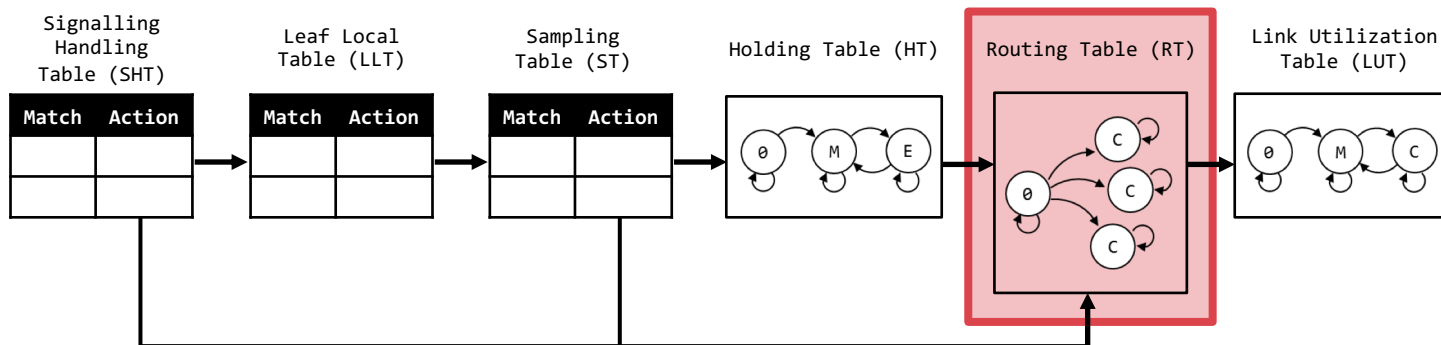 Signalling
Handling
Table (SHT)
Leaf Local
Table (LLT)
Sampling
Table (ST)
Holding Table (HT)
Routing Table (RT)
Link Utilization
Table (LUT)
Match Action
Match Action
Match Action
0 M E
0 C C C
0 M C